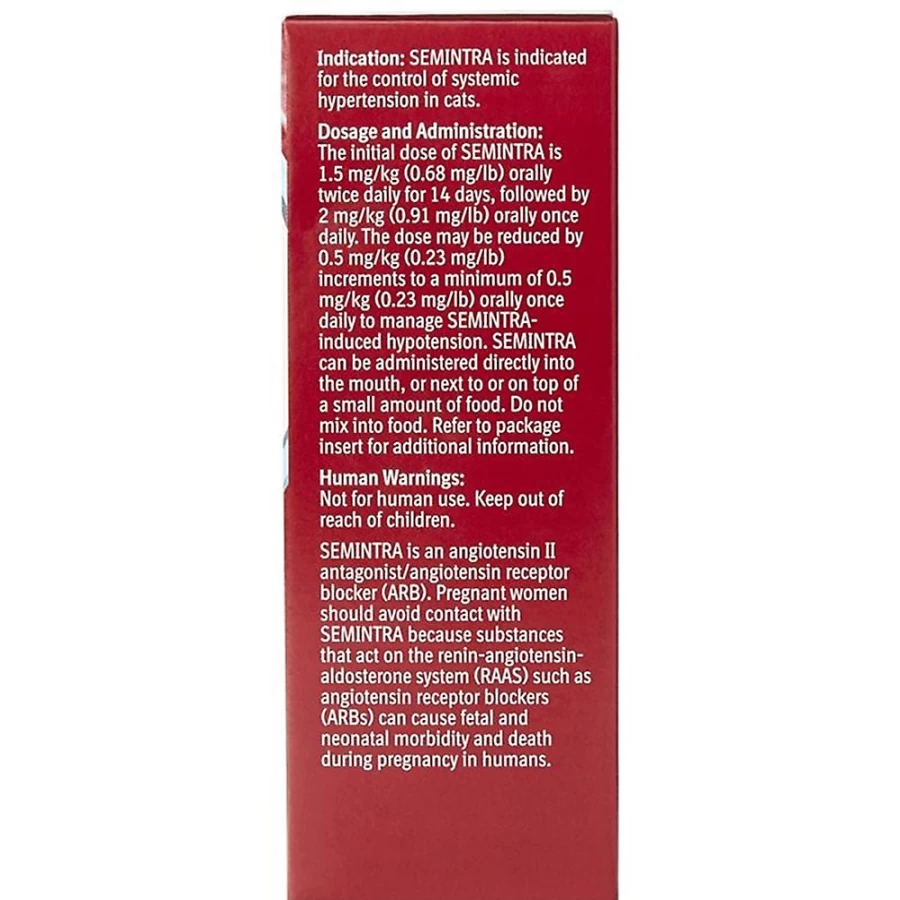 Indication: SEMINTRA is indicated
for the control of systemic
hypertension in cats.
Dosage and Administration:
The initial dose of SEMINTRA is
1.5 mg/kg (0.68 mg/lb) orally
twice daily for 14 days, followed by
2 mg/kg (0.91 mg/lb) orally once
daily. The dose may be reduced by
0.5 mg/kg (0.23 mg/lb)
increments to a minimum of 0.5
mg/kg (0.23 mg/lb) orally once
daily to manage SEMINTRA-
induced hypotension. SEMINTRA
can be administered directly into
the mouth, or next to or on top of
a small amount of food. Do not
mix into food. Refer to package
insert for additional information.
Human Warnings:
Not for human use. Keep out of
reach of children.
SEMINTRA is an angiotensin II
antagonist/angiotensin receptor
blocker (ARB). Pregnant women
should avoid contact with
SEMINTRA because substances
that act on the renin-angiotensin-
aldosterone system (RAAS) such as
angiotensin receptor blockers
(ARBs) can cause fetal and
neonatal morbidity and death
during pregnancy in humans.